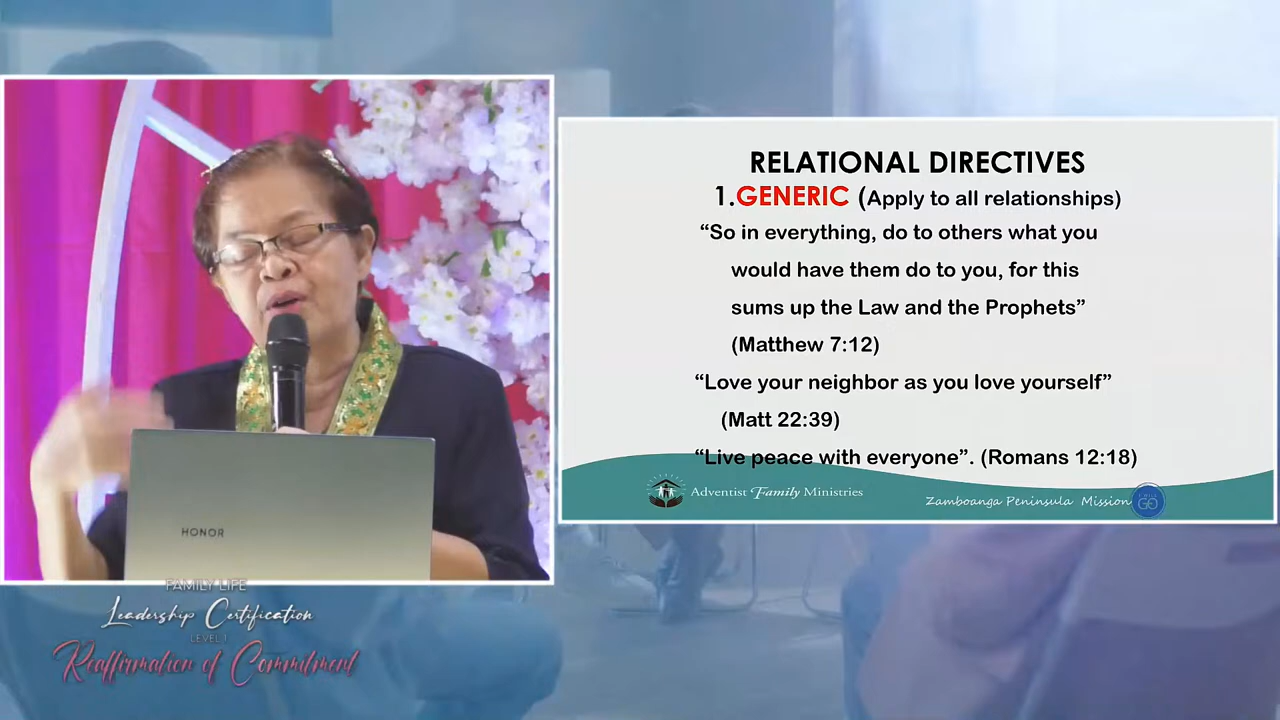 RELATIONAL DIRECTIVES
1.GENERIC (Apply to all relationships)
“So in everything, do to others what you
would have them do to you, for this
sums up the Law and the Prophets”
(Matthew 7:12)
“Love your neighbor as you love yourself”
(Matt 22:39)
“Live peace with everyone”. (Romans 12:18)
Adventist Family Ministries
Zamboanga Peninsula Mission
I WILL
GO
HONOR
FAMILY LIFE
Leadership Certification
LEVEL 1
Reaffirmation of Commitment